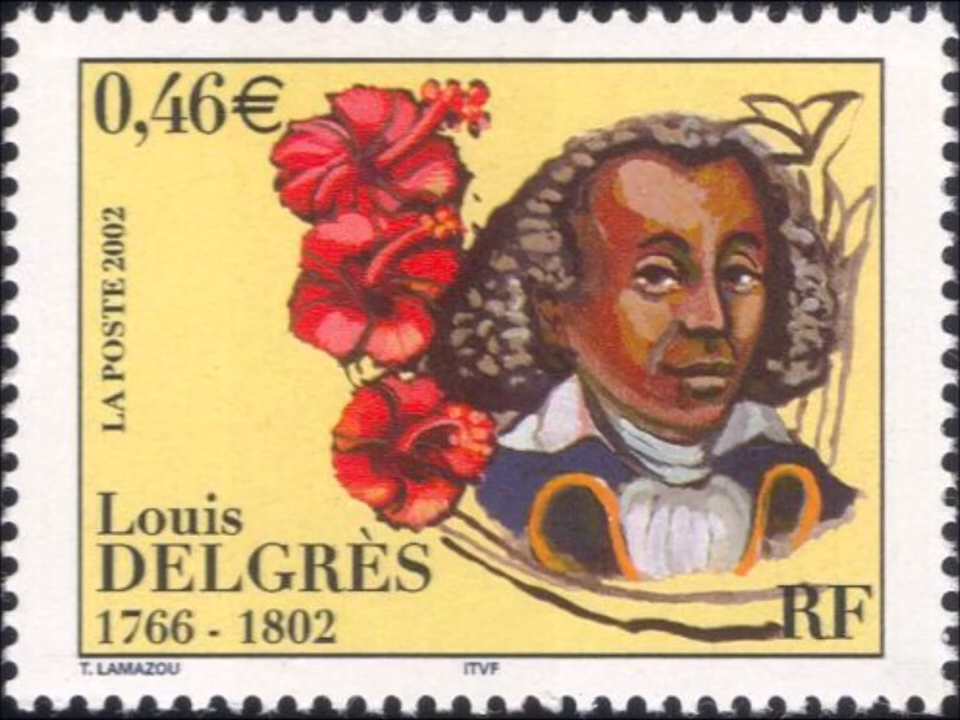 0,46€
LA POSTE 2002
Louis
DELGRÈS
1766 - 1802
RF
T. LAMAZOU
ITVF